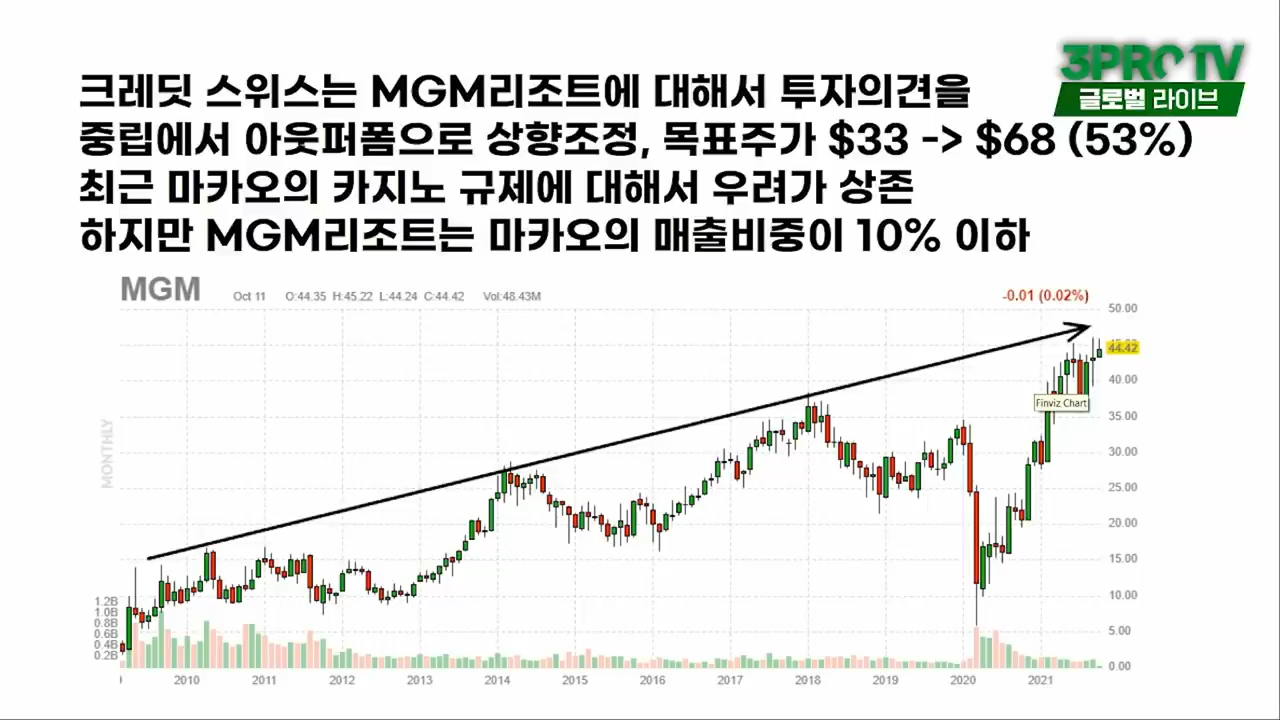 3PRO TV
글로벌 라이브
크레딧 스위스는 MGM리조트에 대해서 투자의견을
중립에서 아웃퍼폼으로 상향조정, 목표주가 $33 -> $68 (53%)
최근 마카오의 카지노 규제에 대해서 우려가 상존
하지만 MGM리조트는 마카오의 매출비중이 10% 이하
MGM Oct 11 O:44.35 H:45.22 L:44.24 C:44.42 Vol:48.43M -0.01 (0.02%)
50.00
44.42
40.00
Finviz Chart
35.00
MONTHLY
30.00
25.00
20.00
15.00
10.00
5.00
0.00
1.2B
1.0B
0.8B
0.6B
0.4B
0.2B
2010 2011 2012 2013 2014 2015 2016 2017 2018 2019 2020 2021